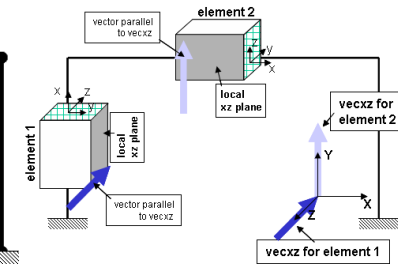 element 2
vector parallel
to vecxz
z
y
x
local
xz plane
x
z
y
element 1
local
xz plane
vector parallel
to vecxz
vecxz for
element 2
Y
X
Z
vecxz for element 1